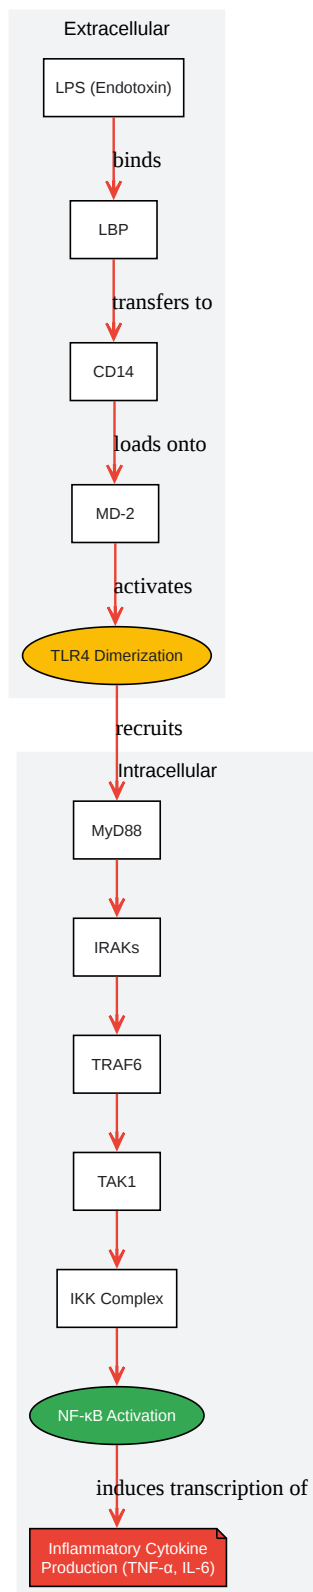 Extracellular
LPS (Endotoxin)
binds
LBP
transfers to
CD14
loads onto
MD-2
activates
TLR4 Dimerization
recruits
Intracellular
MyD88
IRAKs
TRAF6
TAK1
IKK Complex
NF-κB Activation
induces transcription of
Inflammatory Cytokine
Production (TNF-α, IL-6)